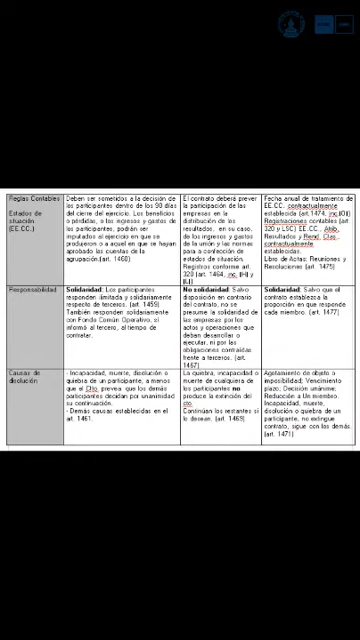 Reglas Contables
Estados de
situación
(EE.CC.)
Deben ser sometidos a la decisión de
los participantes dentro de los 90 días
del cierre del ejercicio. Los beneficios
o pérdidas, o los ingresos y gastos de
los participantes, podrán ser
imputados al ejercicio en que se
produjeron o a aquel en que se hayan
aprobado las cuentas de la
agrupación.(art. 1460)
El contrato deberá prever
la participación de las
empresas en la
distribución de los
resultados, en su caso,
de los ingresos y gastos
de la unión y las normas
para a confección de
estados de situación.
Registros conforme art.
320 (art 1464, inc.
Fecha anual de tratamiento de
EE.CC. contractualmente
establecida (art.1474, inc.
Registraciones contables (art
320 y LSC) EE.CC., Atrib.
Resultados y Rend. Ctas.
contractualmente
establecidas.
Libro de Actas: Reuniones y
Resoluciones (art. 1475)
Responsabilidad
Solidaridad: Los participantes
responden ilimitada y solidariamente
respecto de terceros. (art. 1459)
También responden solidariamente
con Fondo Común Operativo, si
informó al tercero, al tiempo de
contratar.
No solidaridad: Salvo
disposición en contrario
del contrato, no se
presume la solidaridad de
las empresas por los
actos y operaciones que
deban desarrollar o
ejecutar, ni por las
obligaciones contraídas
frente a terceros. (art.
1467)
Solidaridad: Salvo que el
contrato establezca la
proporción en que responde
cada miembro. (art. 1477)
Causas de
disolución
- Incapacidad, muerte, disolución o
quiebra de un participante, a menos
que el Cto. prevea que los demás
participantes decidan por unanimidad
su continuación.
- Demás causas establecidas en el
art. 1461.
La quiebra, incapacidad o
muerte de cualquiera de
los participantes no
produce la extinción del
cto.
Continúan los restantes si
lo desean. (art. 1469)
Agotamiento de objeto o
imposibilidad; Vencimiento
plazo; Decisión unánime;
Reducción a Un miembro.
Incapacidad, muerte,
disolución o quiebra de un
participante, no extingue
contrato, sigue con los demás.
(art. 1471)